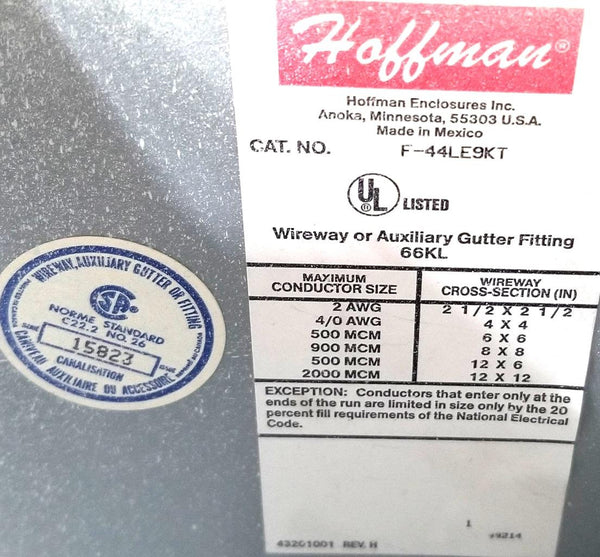 Hoffman®
Hoffman Enclosures Inc.
Anoka, Minnesota, 55303 U.S.A.
Made in Mexico
CAT. NO. F-44LE9KT
UL ® LISTED
Wireway or Auxiliary Gutter Fitting
66KL
MAXIMUM CONDUCTOR SIZE WIREWAY CROSS-SECTION (IN)
2 AWG 2 1/2 X 2 1/2
4/0 AWG 4 X 4
500 MCM 6 X 6
900 MCM 8 X 8
500 MCM 12 X 6
2000 MCM 12 X 12
EXCEPTION: Conductors that enter only at the
ends of the run are limited in size only by the 20
percent fill requirements of the National Electrical
Code.
1
99214
43201001 REV. H
WIREWAY, AUXILIARY GUTTER OR FITTING
NORME STANDARD
C22.2 NO. 26
15823
CANALISATION
CANIVEAU AUXILIAIRE OU ACCESSOIRE